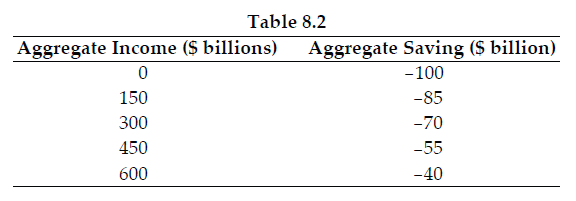 Table 8.2
Aggregate Income ($ billions) Aggregate Saving ($ billion)
0 −100
150 −85
300 −70
450 −55
600 −40